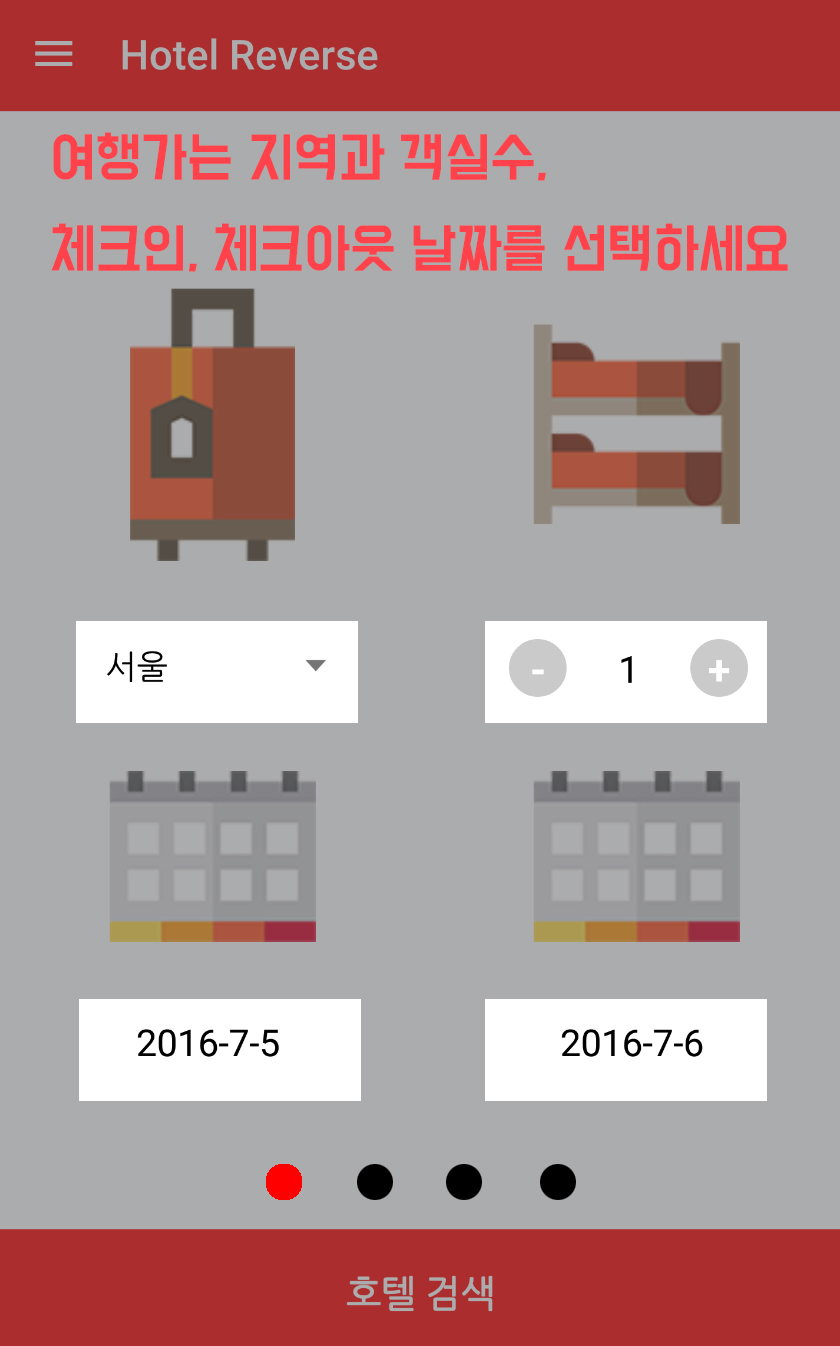 Hotel Reverse
여행가는 지역과 객실수,
체크인, 체크아웃 날짜를 선택하세요
서울
- 1 +
2016-7-5
2016-7-6
호텔 검색